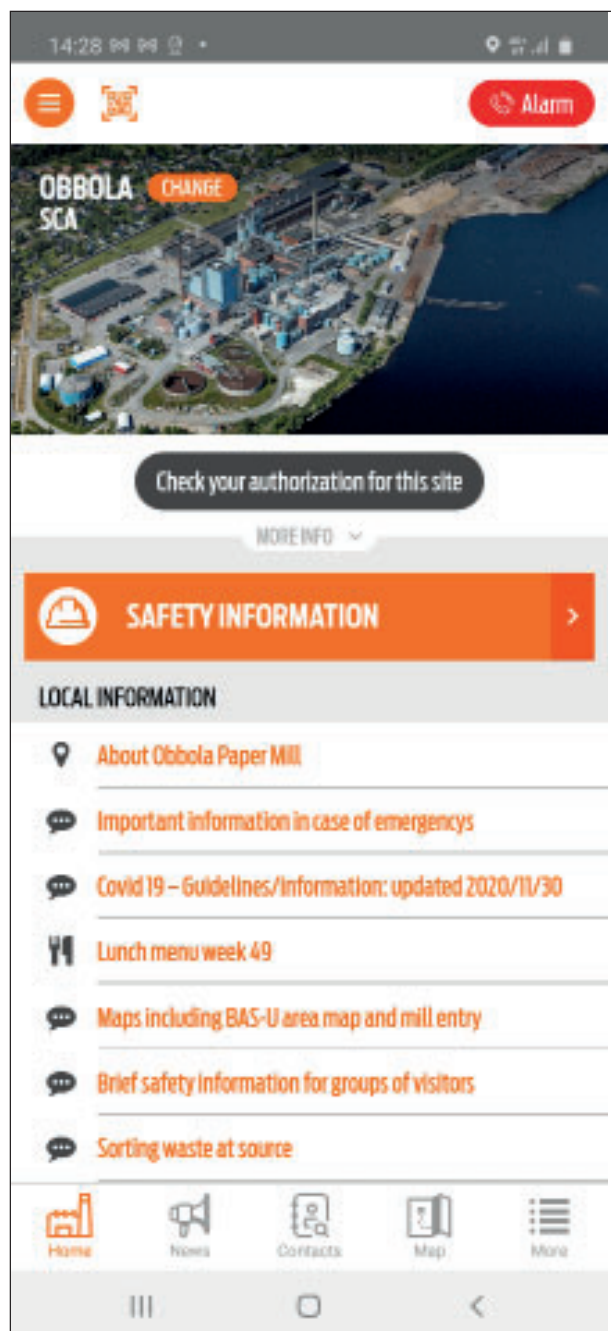 14:28
Alarm
OBBOLA CHANGE
SCA
Check your authorization for this site
MORE INFO
SAFETY INFORMATION
LOCAL INFORMATION
About Obbola Paper Mill
Important information in case of emergencys
Covid 19 – Guidelines/information: updated 2020/11/30
Lunch menu week 49
Maps including BAS-U area map and mill entry
Brief safety information for groups of visitors
Sorting waste at source
Home News Contacts Map More